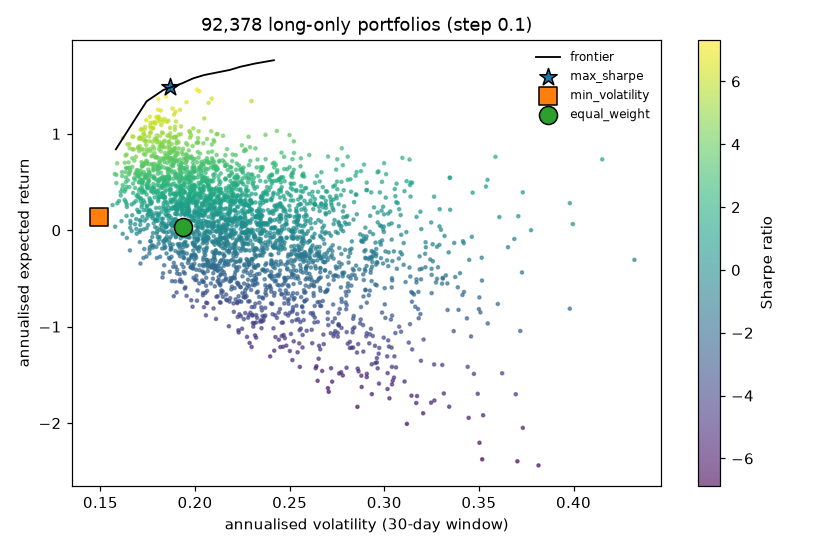 92,378 long-only portfolios (step 0.1)
frontier
max_sharpe
min_volatility
equal_weight
1
0
−1
−2
annualised expected return
0.15
0.20
0.25
0.30
0.35
0.40
annualised volatility (30-day window)
6
4
2
0
−2
−4
−6
Sharpe ratio